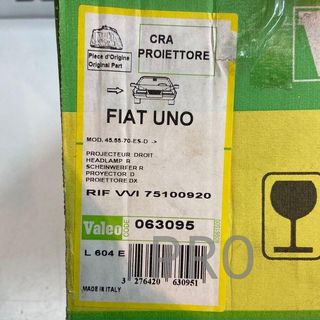 CRA
PROIETTORE
Pièce d'Origine
Original Part
FIAT UNO
MOD. 45-55-70-ES-D ->
PROJECTEUR DROIT
HEADLAMP R
SCHEINWERFER R
PROYECTOR D
PROIETTORE DX
RIF VVI 75100920
Valeo CODE 063095
L 604 E
MADE IN ITALY
3 276420 630951
PRO